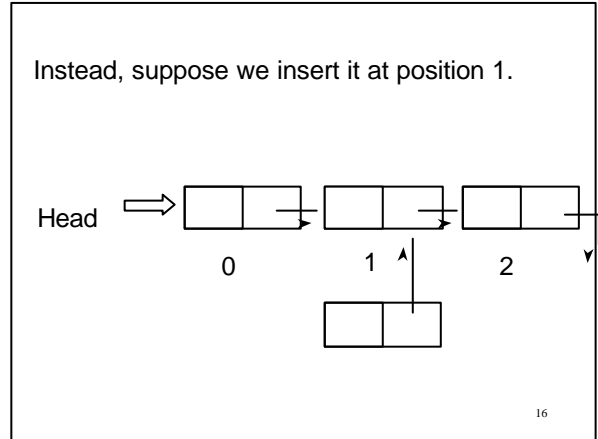 Instead, suppose we insert it at position 1.
Head
0 1 2
16